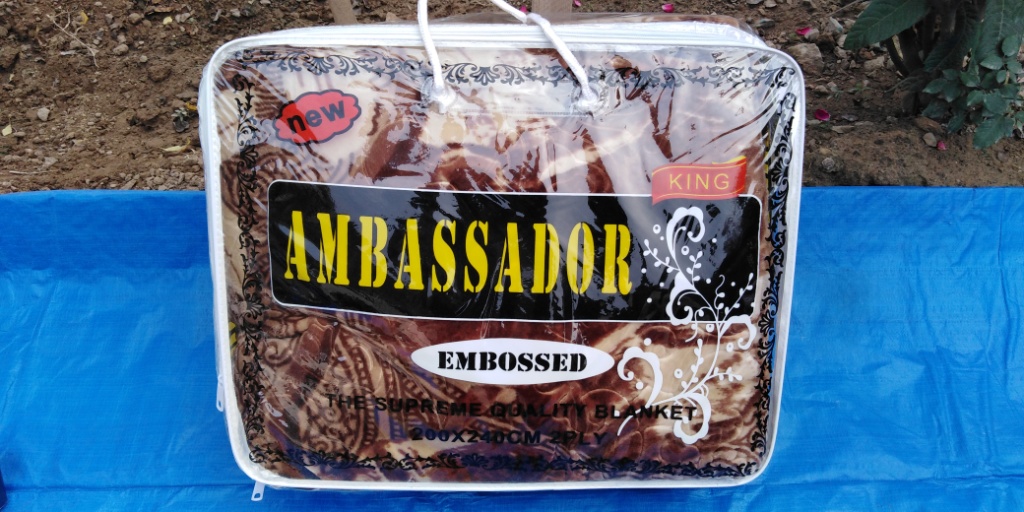 new
KING
AMBASSADOR
EMBOSSED
THE SUPREME QUALITY BLANKET
200X240CM 2PLY